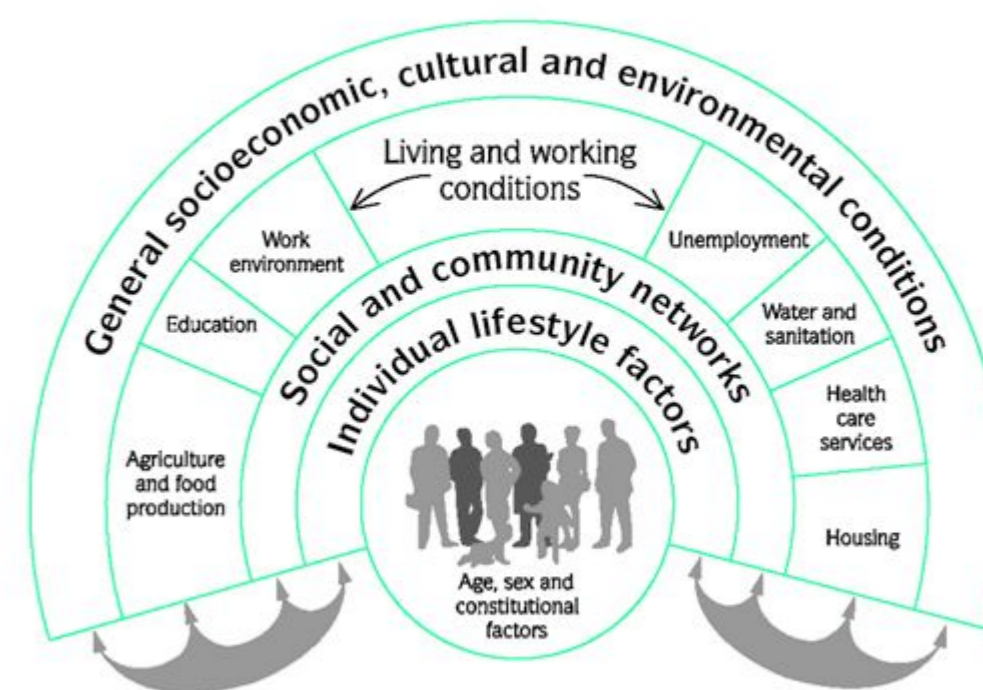 General socioeconomic, cultural and environmental conditions
Living and working
conditions
Work
environment
Unemployment
Education
Water and
sanitation
Agriculture
and food
production
Health
care
services
Housing
Social and community networks
Individual lifestyle factors
Age, sex and
constitutional
factors